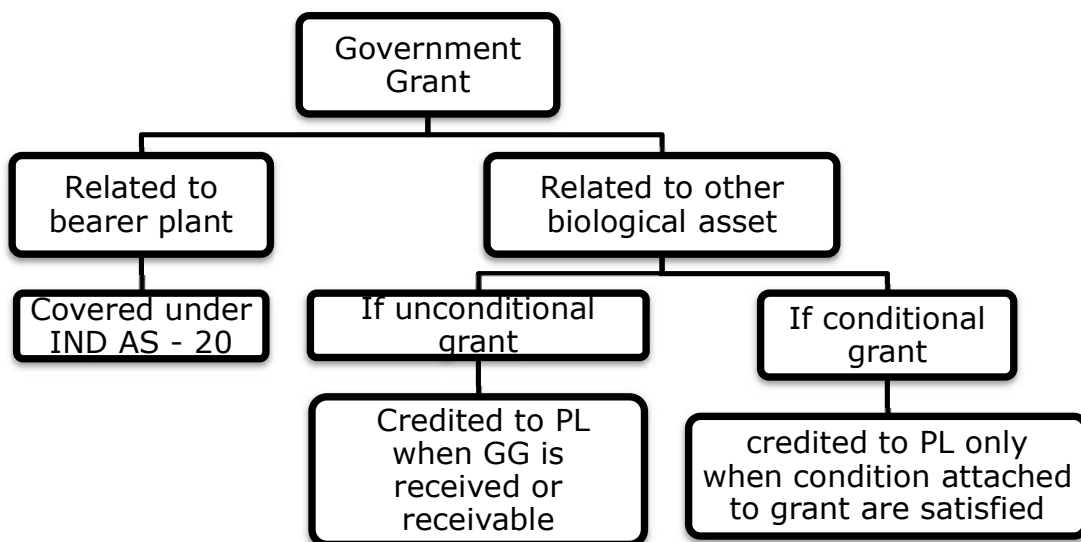 Government
Grant
Related to
bearer plant
Related to other
biological asset
Covered under
IND AS - 20
If unconditional
grant
If conditional
grant
Credited to PL
when GG is
received or
receivable
credited to PL only
when condition attached
to grant are satisfied